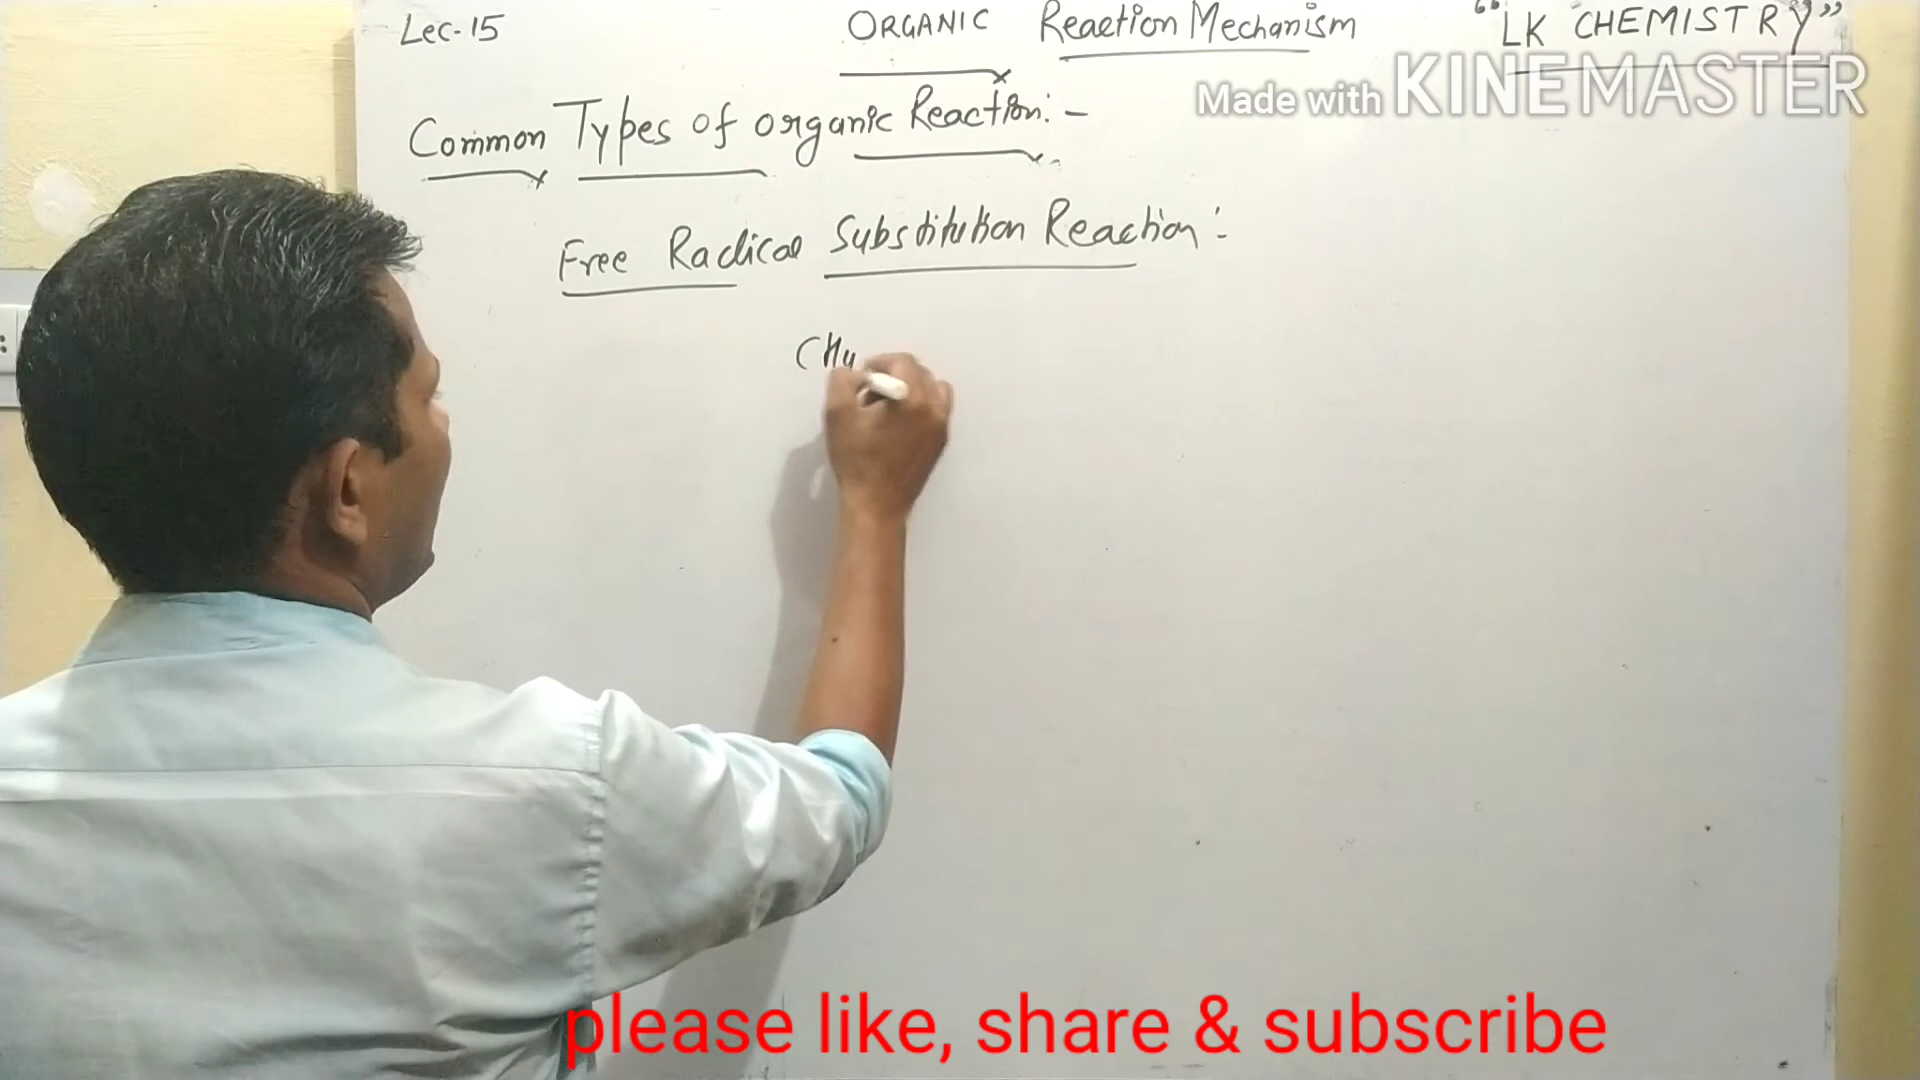 Lec-15 ORGANIC Reaction Mechanism "LK CHEMISTRY"
Made with KINEMASTER
Common Types of organic Reaction:-
Free Radical Substitution Reaction:
CH4
please like, share & subscribe